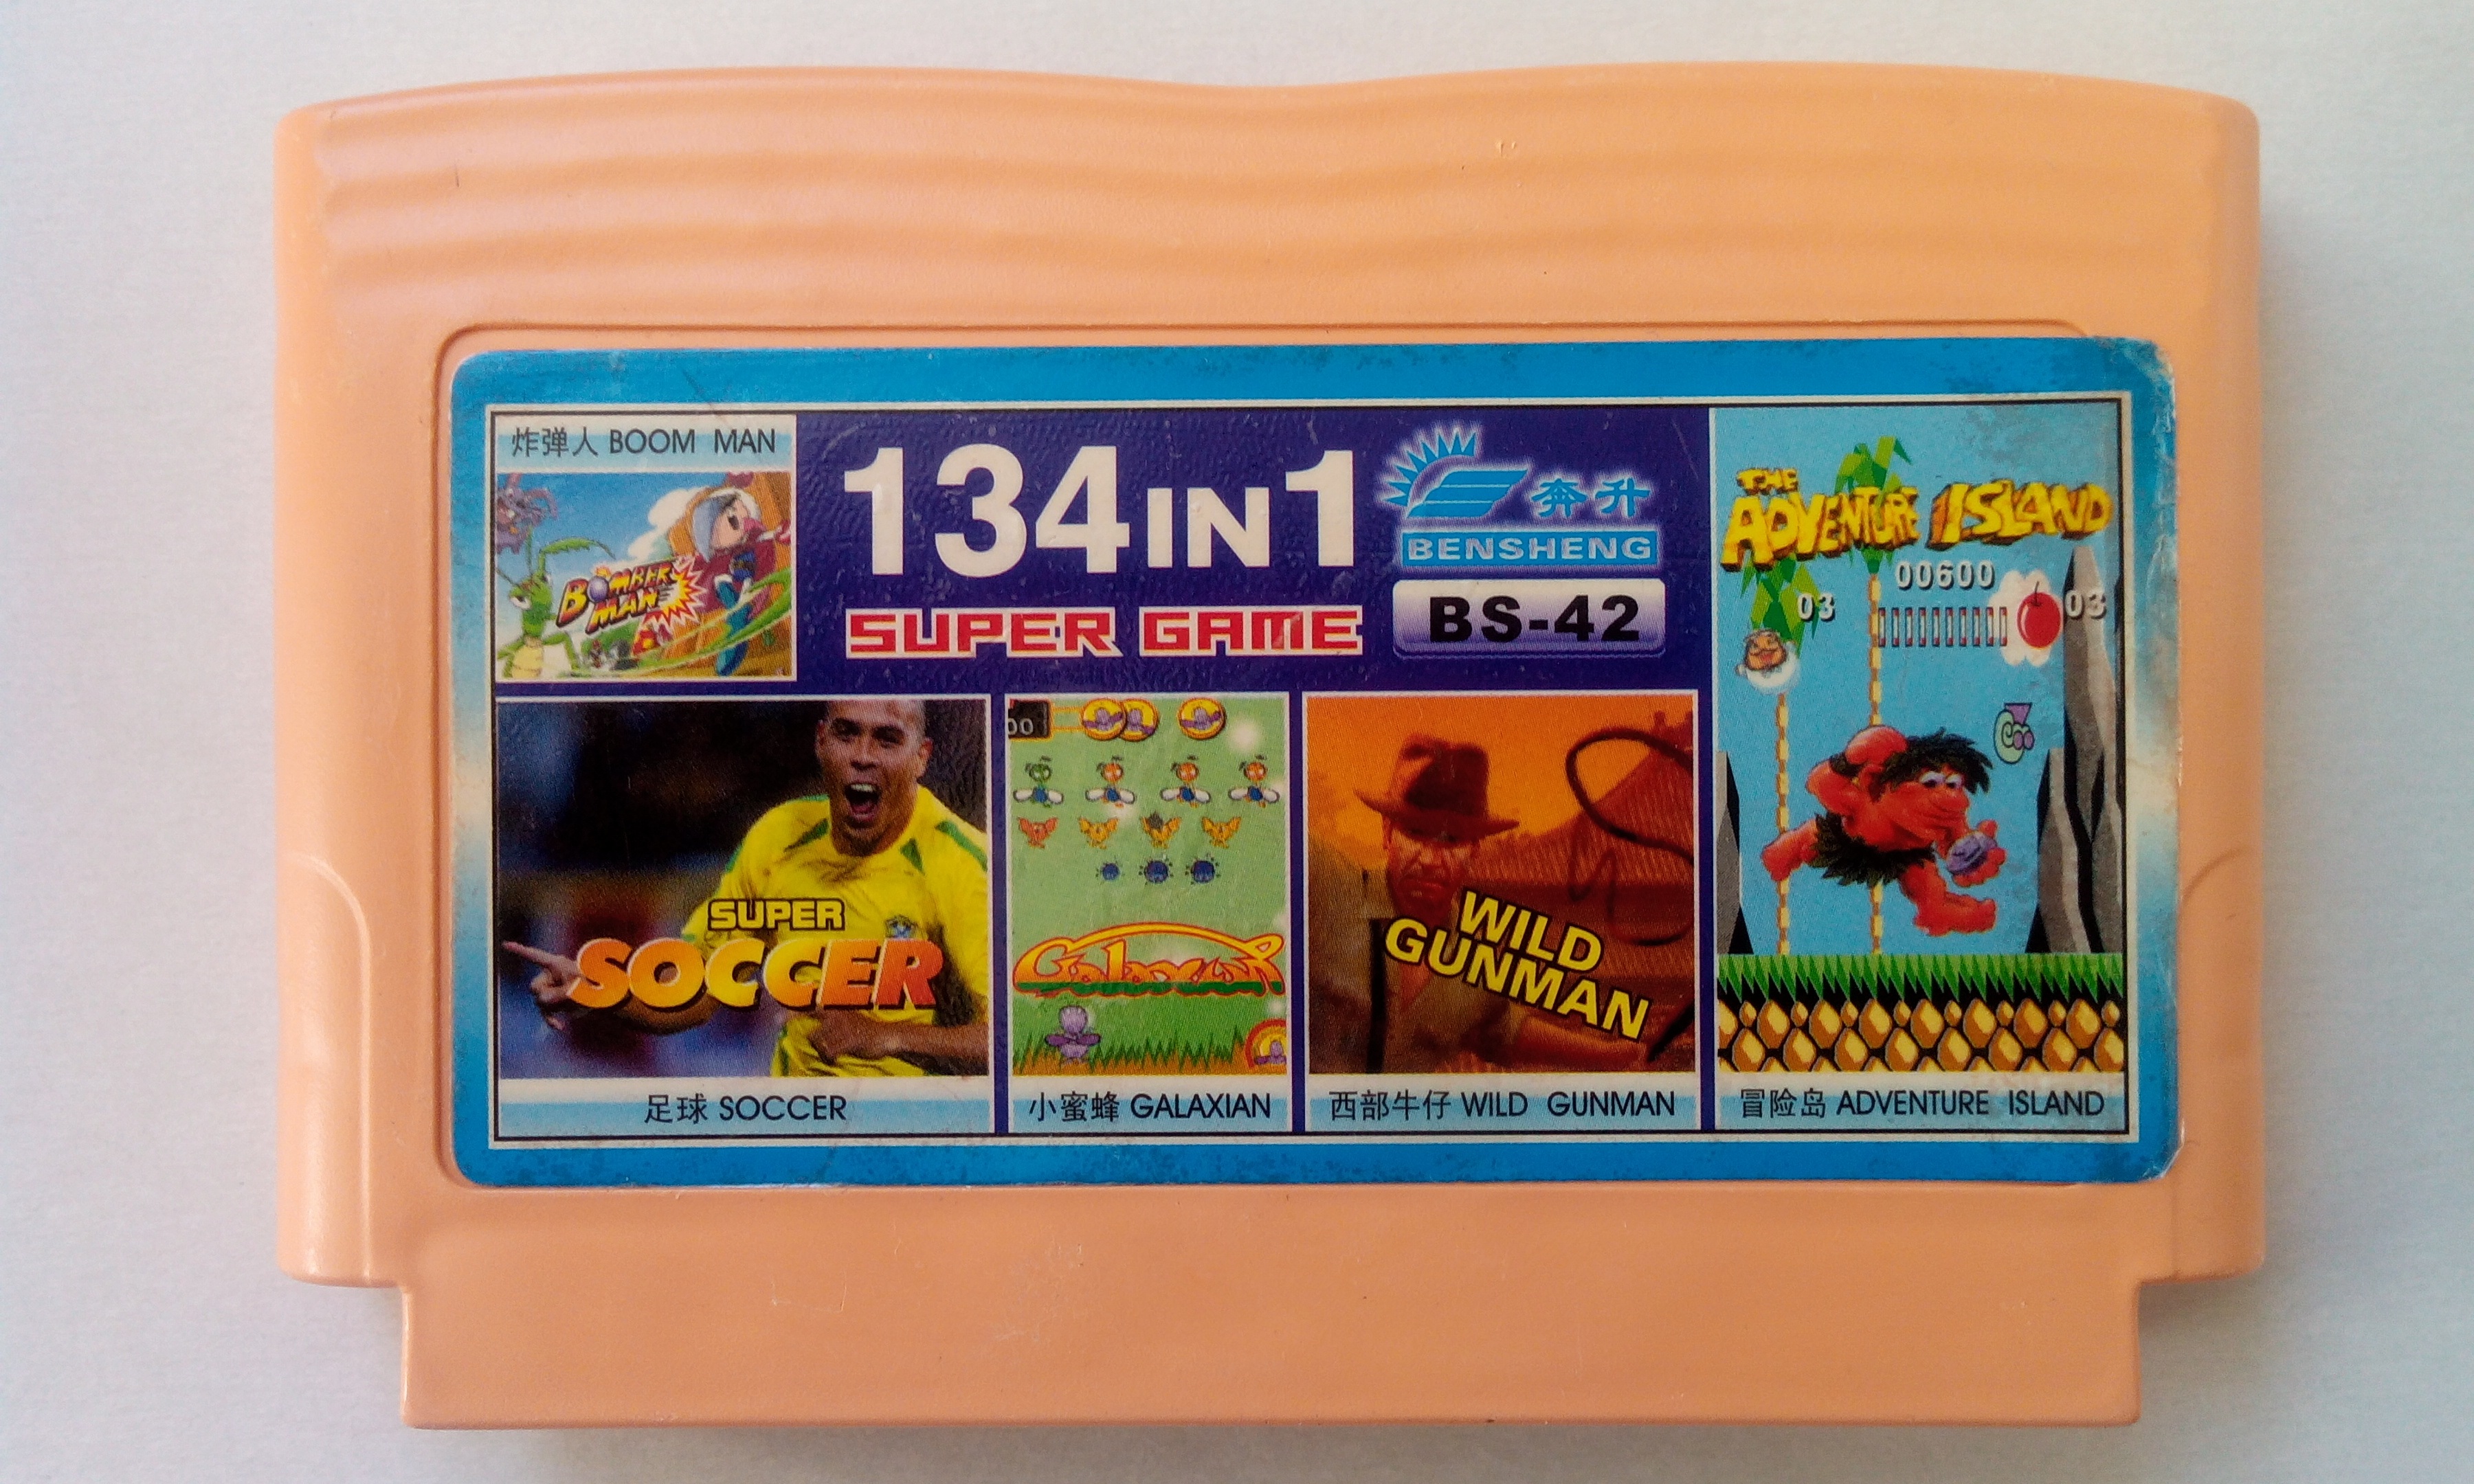 炸弹人 BOOM MAN
BOMBER
MAN
134 IN 1
SUPER GAME
奔升
BENSHENG
BS-42
THE
ADVENTURE ISLAND
00600
03
03
SUPER
SOCCER
足球 SOCCER
00
Galaxian
小蜜蜂 GALAXIAN
WILD
GUNMAN
西部牛仔 WILD GUNMAN
冒险岛 ADVENTURE ISLAND